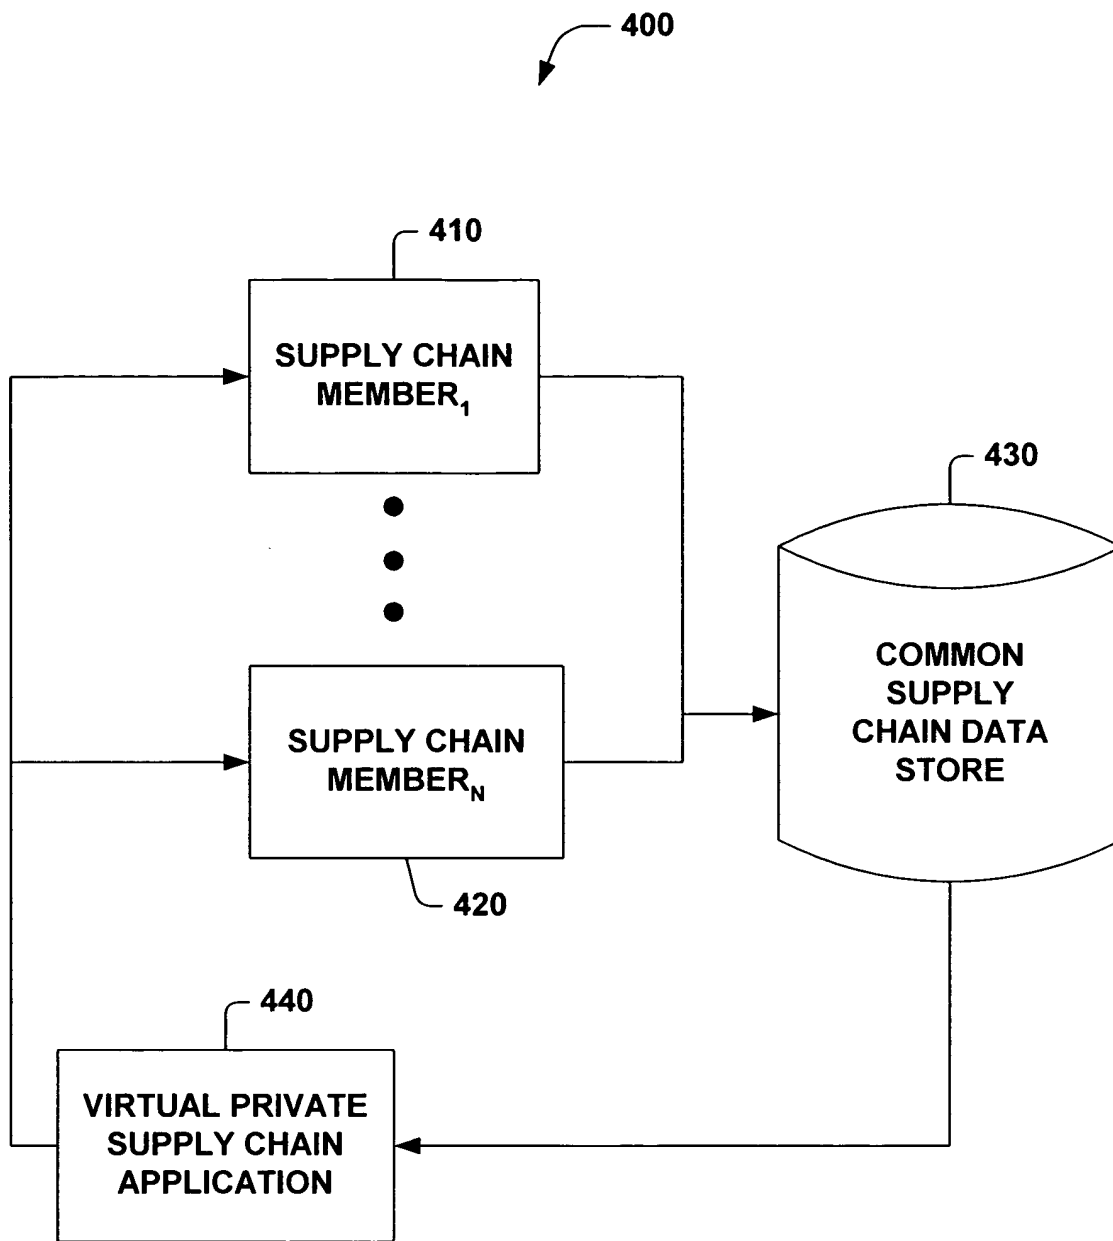 400
410
SUPPLY CHAIN
MEMBER₁
430
COMMON
SUPPLY
CHAIN DATA
STORE
SUPPLY CHAIN
MEMBER_N
420
440
VIRTUAL PRIVATE
SUPPLY CHAIN
APPLICATION